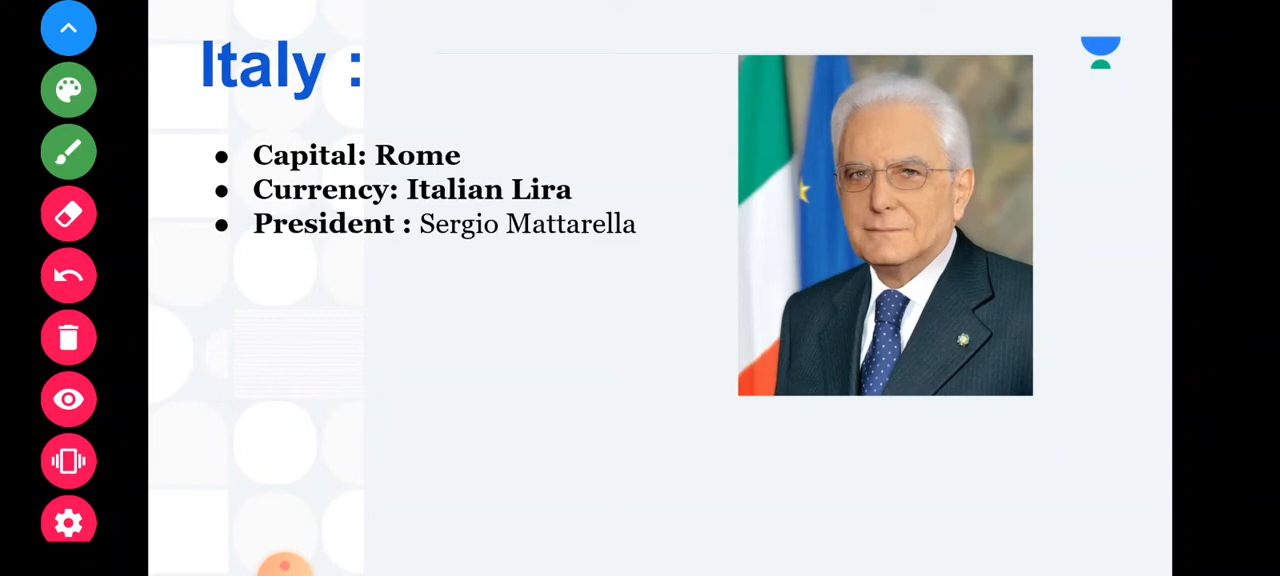 Italy :
Capital: Rome
Currency: Italian Lira
President : Sergio Mattarella